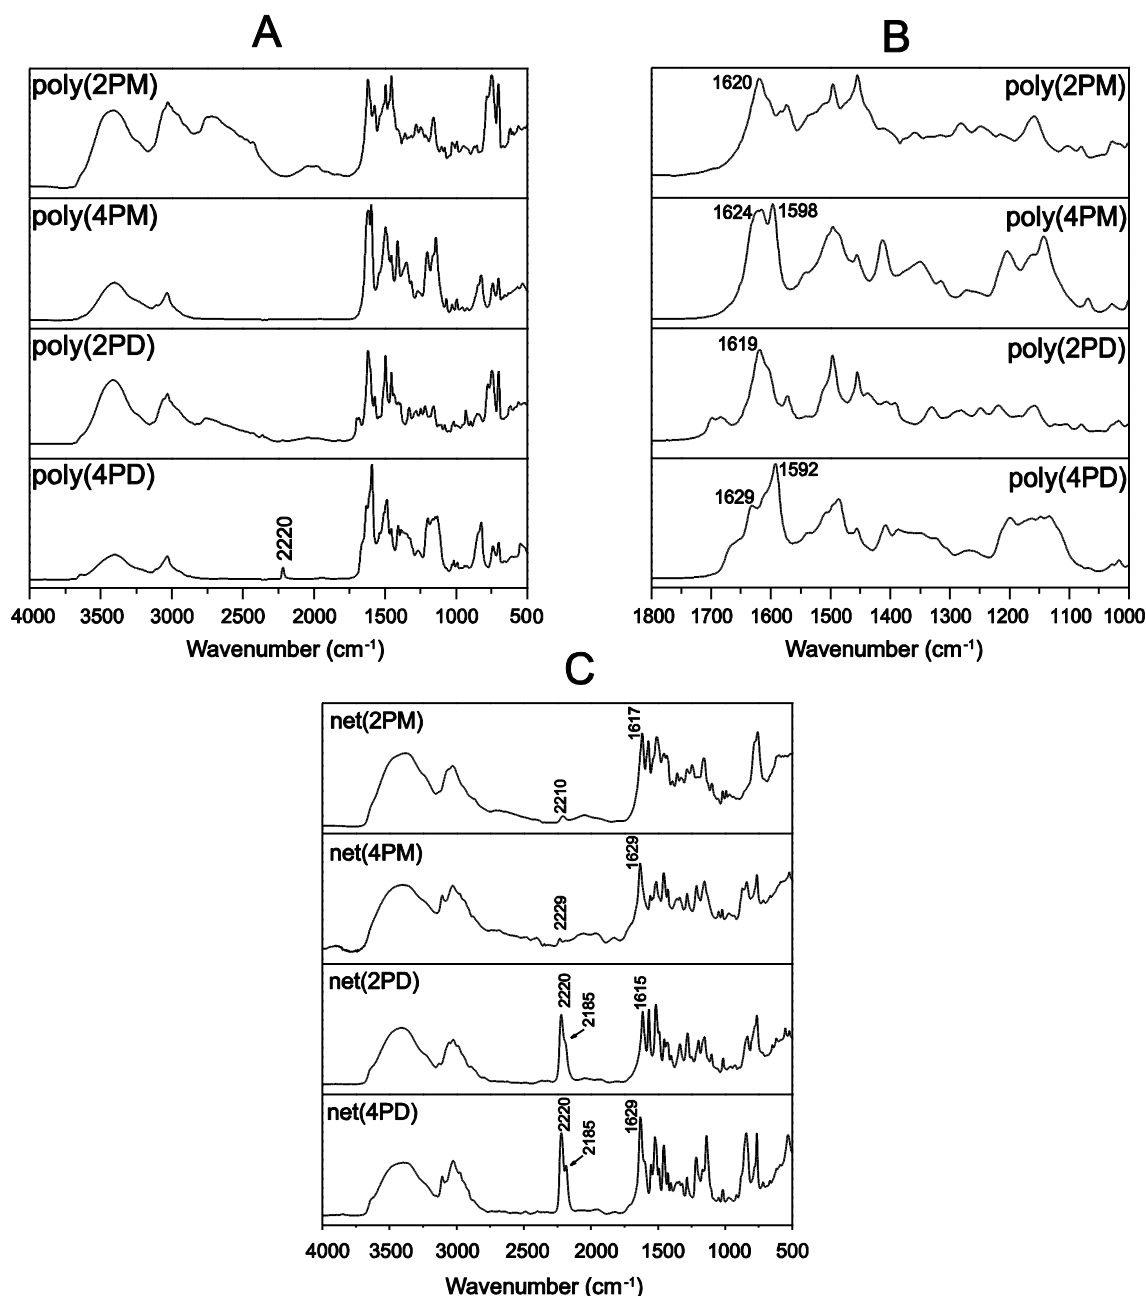 A
poly(2PM)
poly(4PM)
poly(2PD)
poly(4PD)
2220
4000 3500 3000 2500 2000 1500 1000 500
Wavenumber (cm⁻¹)
B
1620 poly(2PM)
1624 1598 poly(4PM)
1619 poly(2PD)
1629 1592 poly(4PD)
1800 1700 1600 1500 1400 1300 1200 1100 1000
Wavenumber (cm⁻¹)
C
net(2PM) 2210 1617
net(4PM) 2229 1629
net(2PD) 2220 2185 1615
net(4PD) 2220 2185 1629
4000 3500 3000 2500 2000 1500 1000 500
Wavenumber (cm⁻¹)